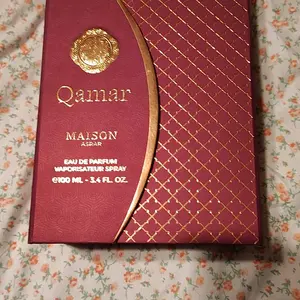 Qamar
MAISON
ASRAR
EAU DE PARFUM
VAPORISATEUR SPRAY
℮100 ML - 3.4 FL. OZ.